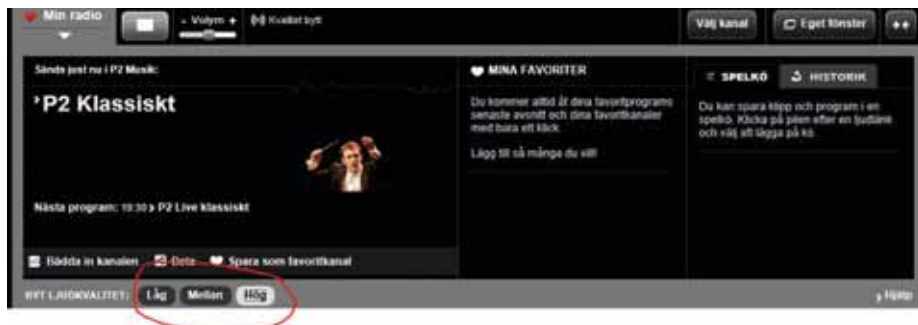 Min radio
- Volym +
Kvalitet bytt
Välj kanal
Eget fönster
Sänds just nu i P2 Musik:
P2 Klassiskt
Nästa program: 19:30 › P2 Live klassiskt
Bädda in kanalen
Dela
Spara som favoritkanal
MINA FAVORITER
Du kommer alltid åt dina favoritprograms
senaste avsnitt och dina favoritkanaler
med bara ett klick.
Lägg till så många du vill!
SPELKÖ
HISTORIK
Du kan spara klipp och program i en
spelkö. Klicka på pilen efter en ljudlänk
och välj att lägga på kö.
BYT LJUDKVALITET:
Låg
Mellan
Hög
Hjälp